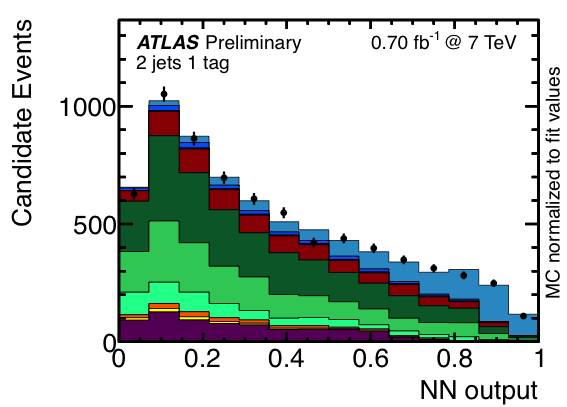 ATLAS Preliminary
0.70 fb⁻¹ @ 7 TeV
2 jets 1 tag
Candidate Events
1000
500
0
0
0.2
0.4
0.6
0.8
1
NN output
MC normalized to fit values